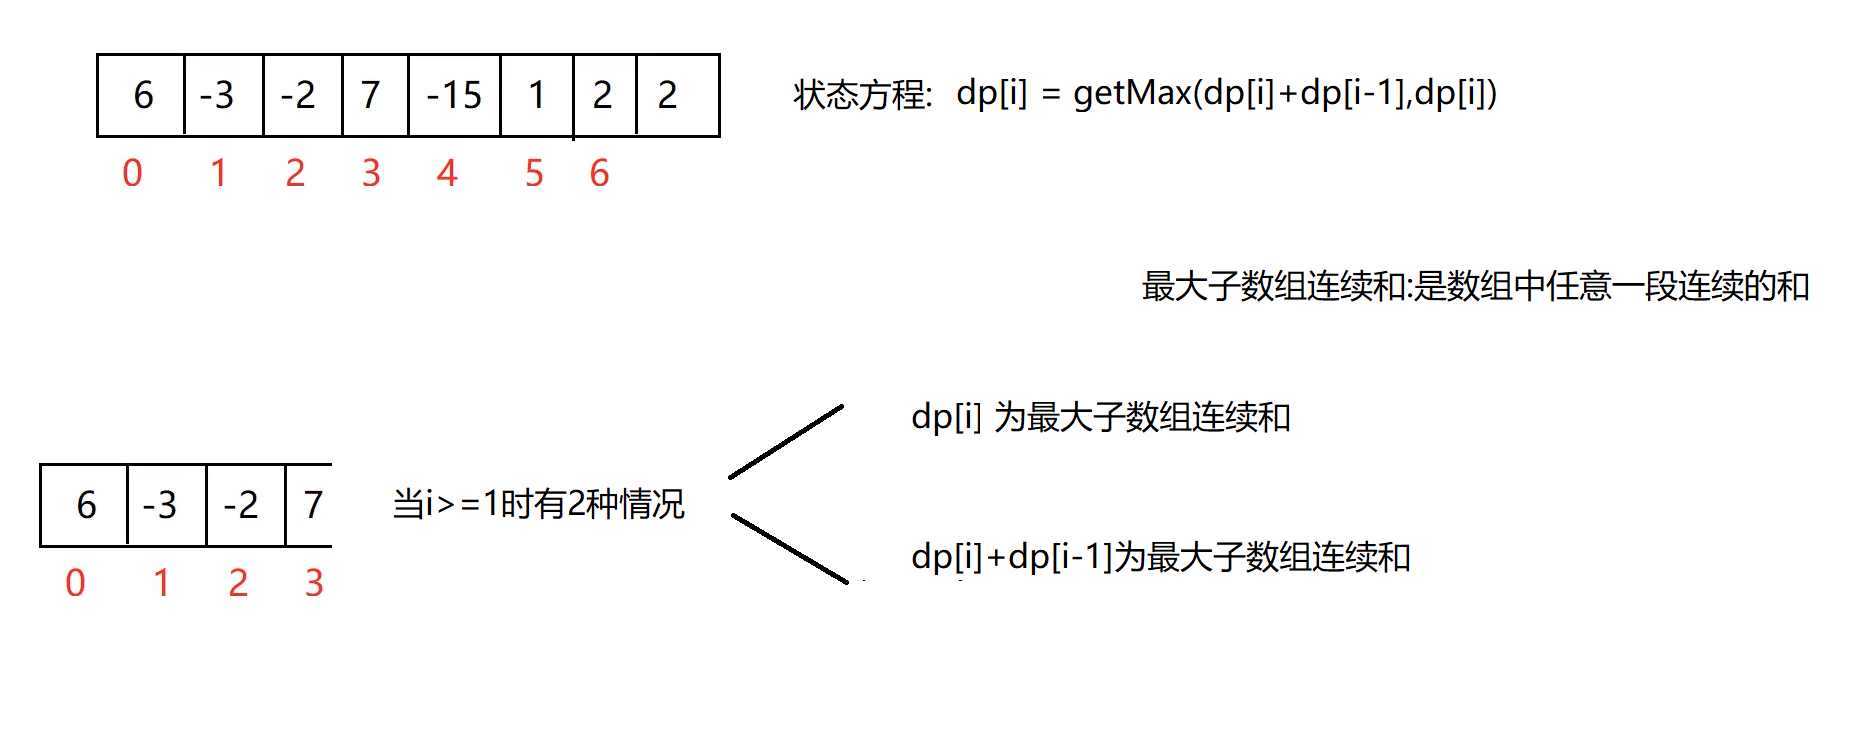 6 -3 -2 7 -15 1 2 2
0 1 2 3 4 5 6
状态方程: dp[i] = getMax(dp[i]+dp[i-1],dp[i])
最大子数组连续和:是数组中任意一段连续的和
6 -3 -2 7
0 1 2 3
当i>=1时有2种情况
dp[i] 为最大子数组连续和
dp[i]+dp[i-1]为最大子数组连续和